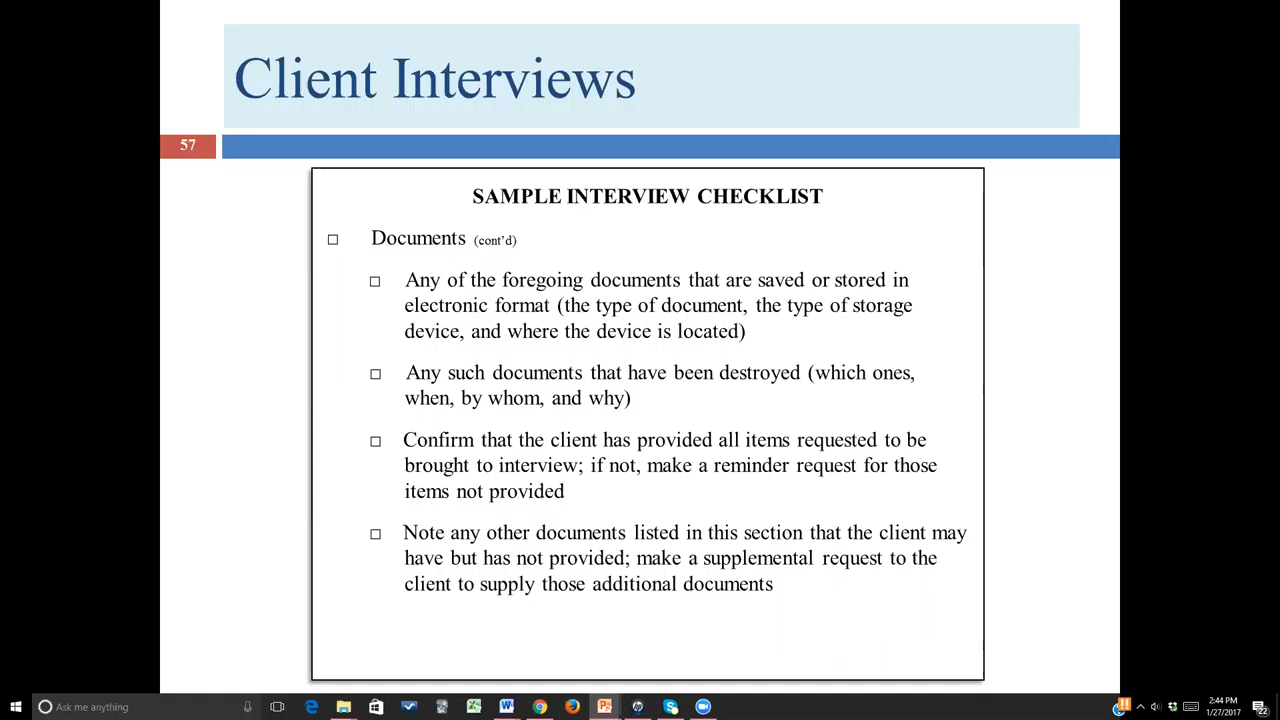 Client Interviews
57
SAMPLE INTERVIEW CHECKLIST
Documents (cont'd)
Any of the foregoing documents that are saved or stored in
electronic format (the type of document, the type of storage
device, and where the device is located)
Any such documents that have been destroyed (which ones,
when, by whom, and why)
Confirm that the client has provided all items requested to be
brought to interview; if not, make a reminder request for those
items not provided
Note any other documents listed in this section that the client may
have but has not provided; make a supplemental request to the
client to supply those additional documents
Ask me anything
2:44 PM
1/27/2017
22